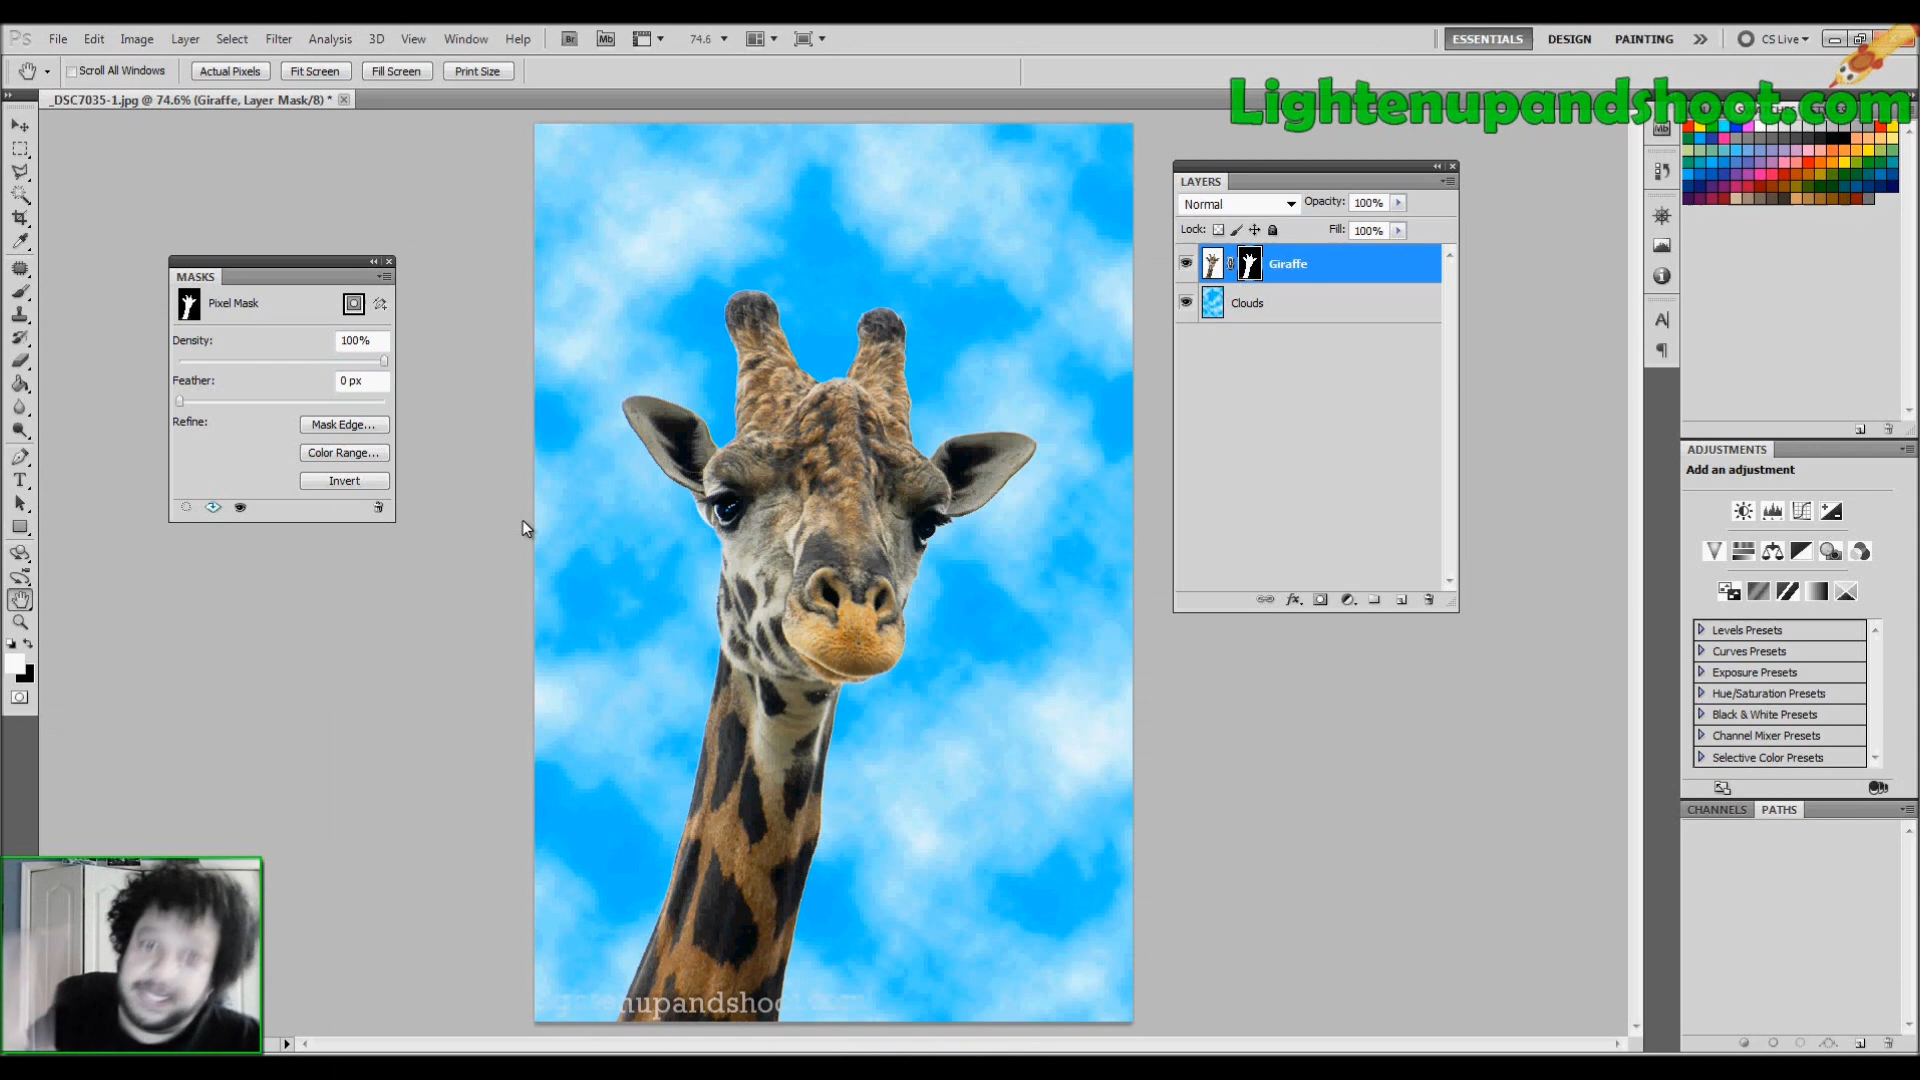 Ps File Edit Image Layer Select Filter Analysis 3D View Window Help Br Mb 74.6 ESSENTIALS DESIGN PAINTING CS Live
Scroll All Windows Actual Pixels Fit Screen Fill Screen Print Size
_DSC7035-1.jpg @ 74.6% (Giraffe, Layer Mask/8) *
Lightenupandshoot.com
MASKS
Pixel Mask
Density: 100%
Feather: 0 px
Refine: Mask Edge...
Color Range...
Invert
LAYERS
Normal Opacity: 100%
Lock: Fill: 100%
Giraffe
Clouds
Mb
ADJUSTMENTS
Add an adjustment
Levels Presets
Curves Presets
Exposure Presets
Hue/Saturation Presets
Black & White Presets
Channel Mixer Presets
Selective Color Presets
CHANNELS PATHS